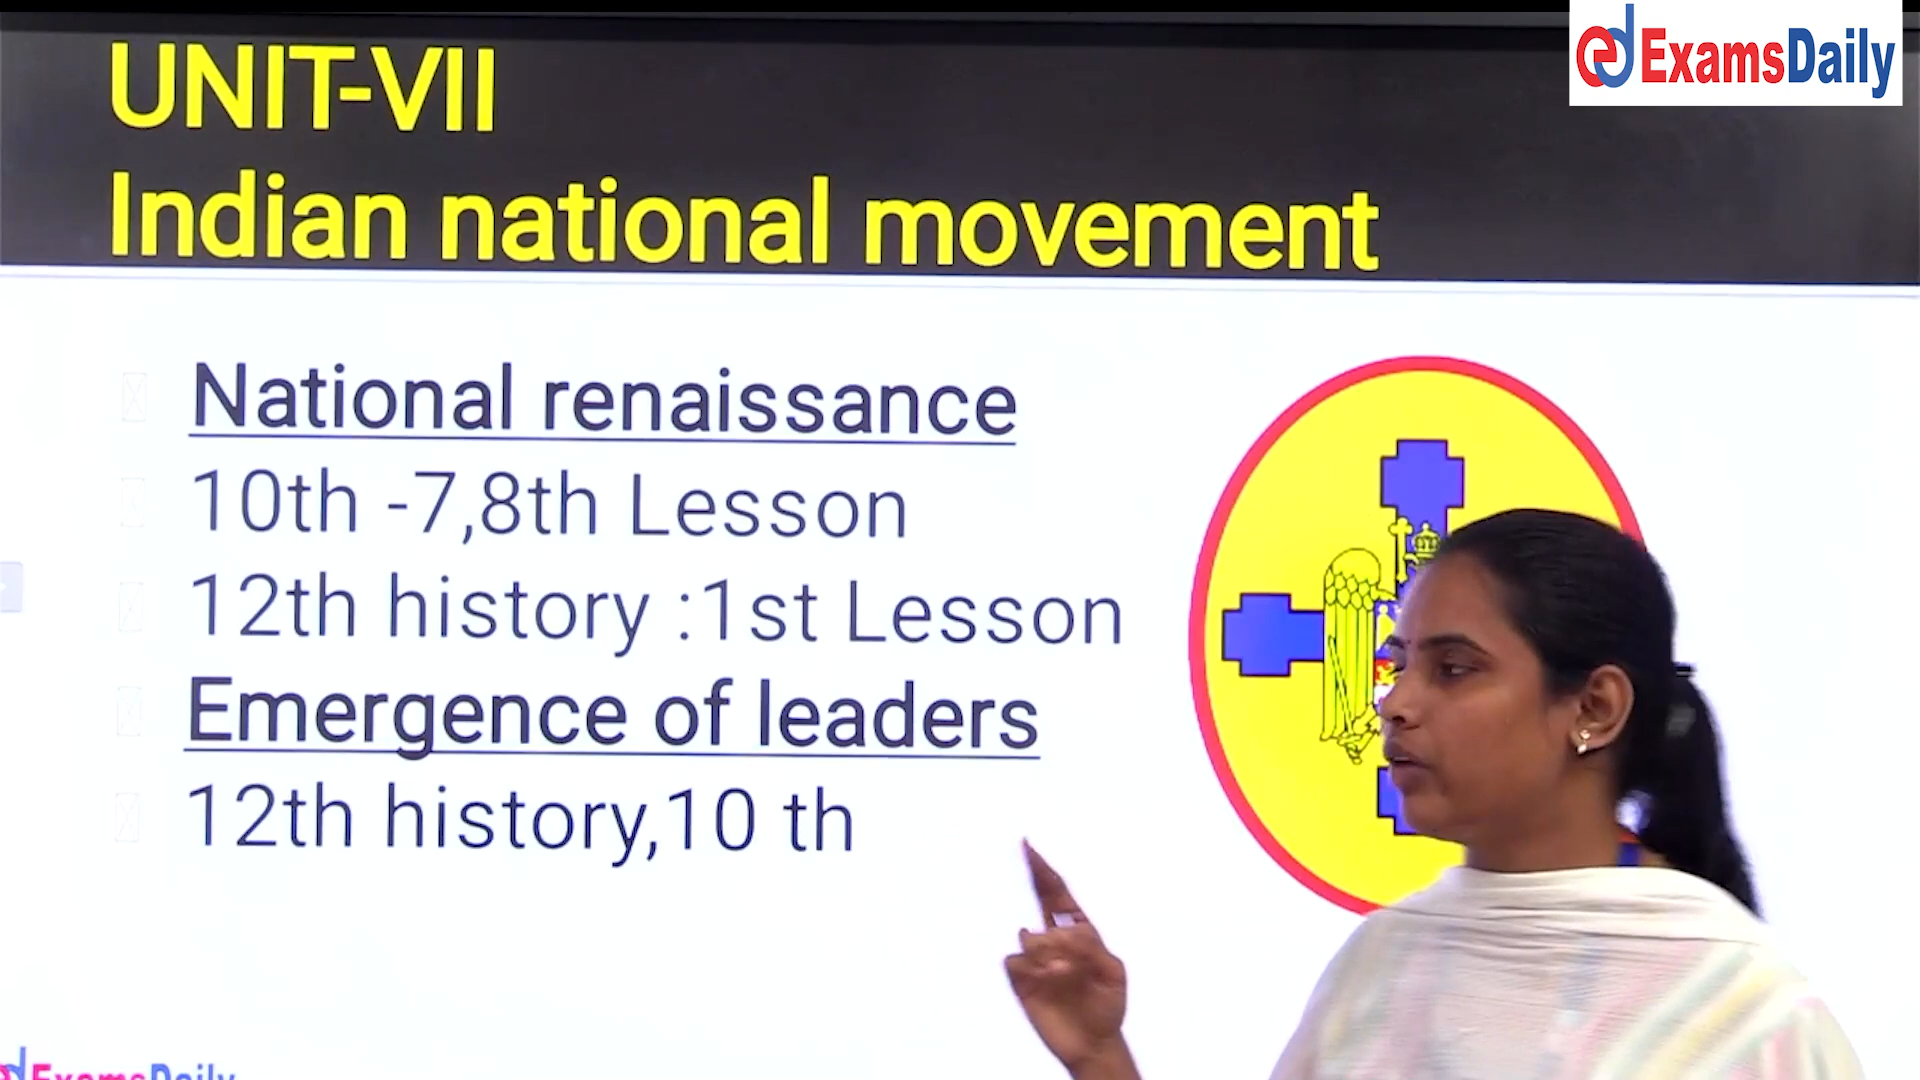 ExamsDaily
UNIT-VII
Indian national movement
National renaissance
10th -7,8th Lesson
12th history :1st Lesson
Emergence of leaders
12th history,10 th
ExamsDaily